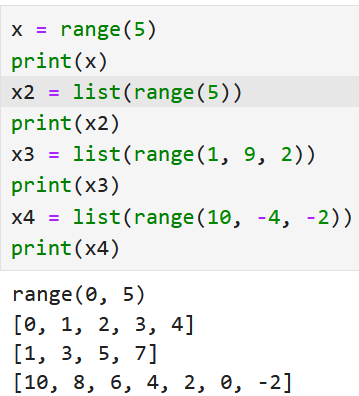 x = range(5)
print(x)
x2 = list(range(5))
print(x2)
x3 = list(range(1, 9, 2))
print(x3)
x4 = list(range(10, -4, -2))
print(x4)
range(0, 5)
[0, 1, 2, 3, 4]
[1, 3, 5, 7]
[10, 8, 6, 4, 2, 0, -2]